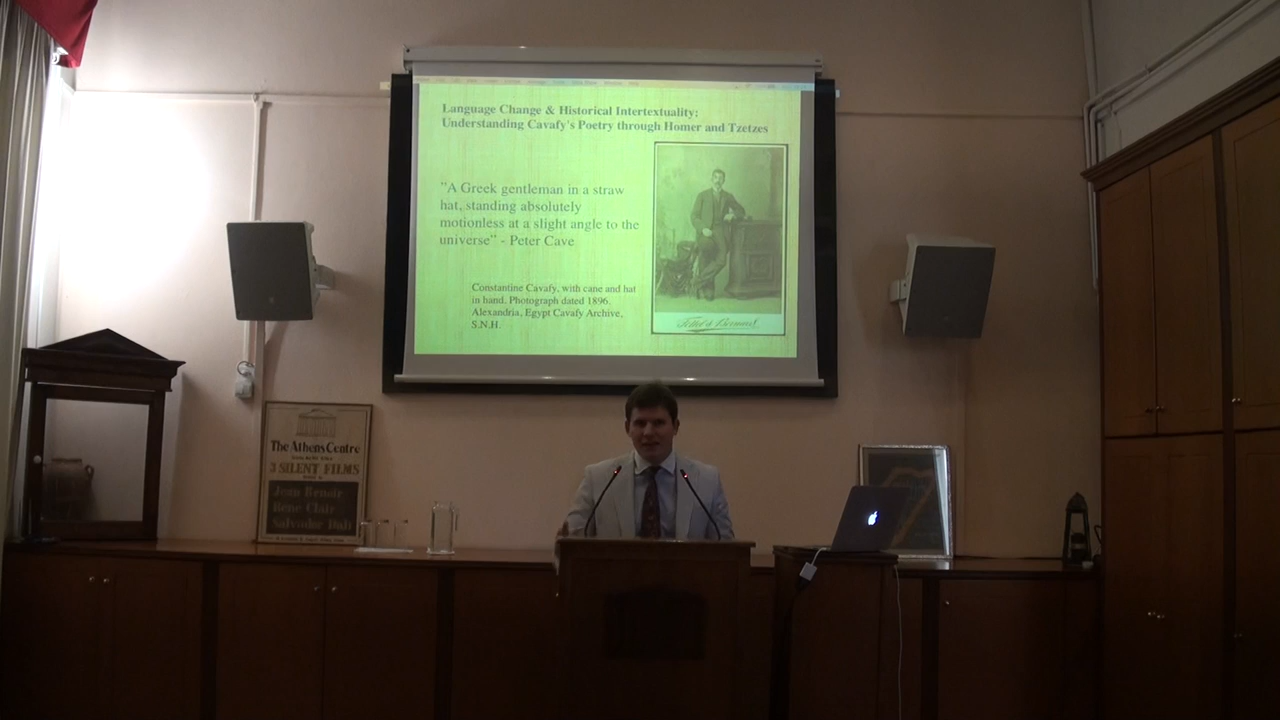 Language Change & Historical Intertextuality:
Understanding Cavafy's Poetry through Homer and Tzetzes
"A Greek gentleman in a straw
hat, standing absolutely
motionless at a slight angle to the
universe" - Peter Cave
Constantine Cavafy, with cane and hat
in hand. Photograph dated 1896.
Alexandria, Egypt Cavafy Archive,
S.N.H.
The Athens Centre
3 SILENT FILMS
Jean Renoir
Rene Clair
Salvador Dali